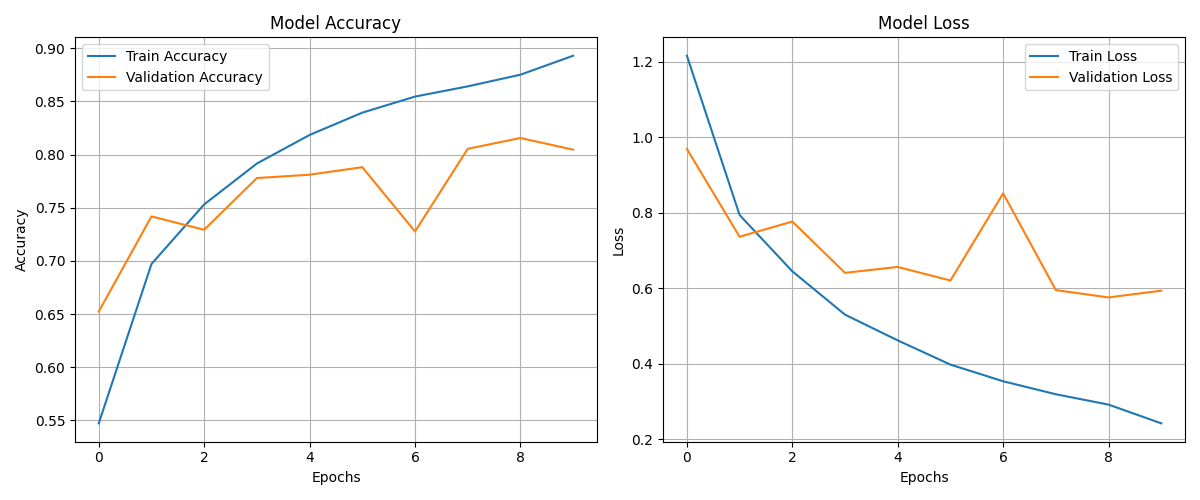 Model Accuracy
Train Accuracy
Validation Accuracy
0.90
0.85
0.80
0.75
0.70
0.65
0.60
0.55
Accuracy
0
2
4
6
8
Epochs
Model Loss
Train Loss
Validation Loss
1.2
1.0
0.8
0.6
0.4
0.2
Loss
0
2
4
6
8
Epochs